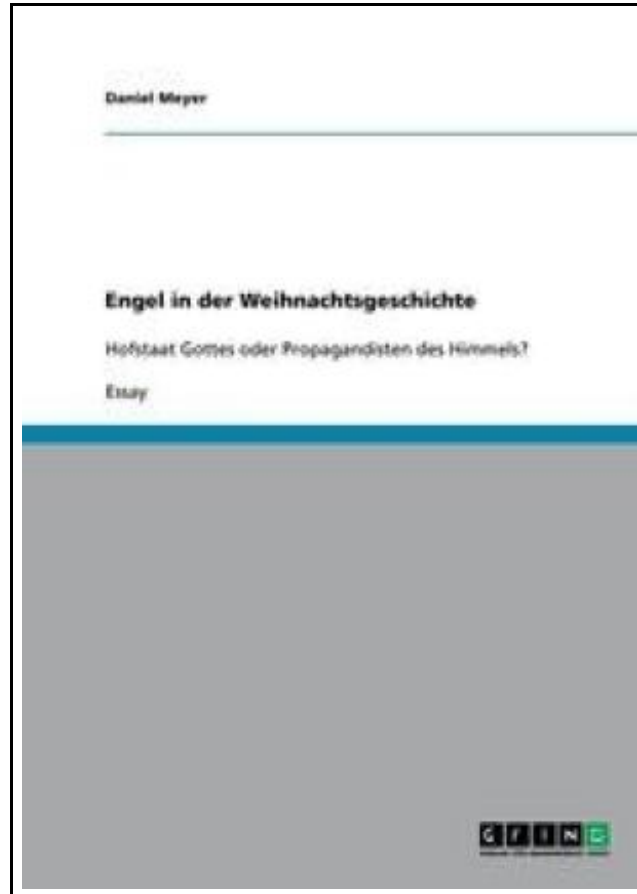 Daniel Meyer
Engel in der Weihnachtsgeschichte
Hofstaat Gottes oder Propagandisten des Himmels?
Essay
GRIN